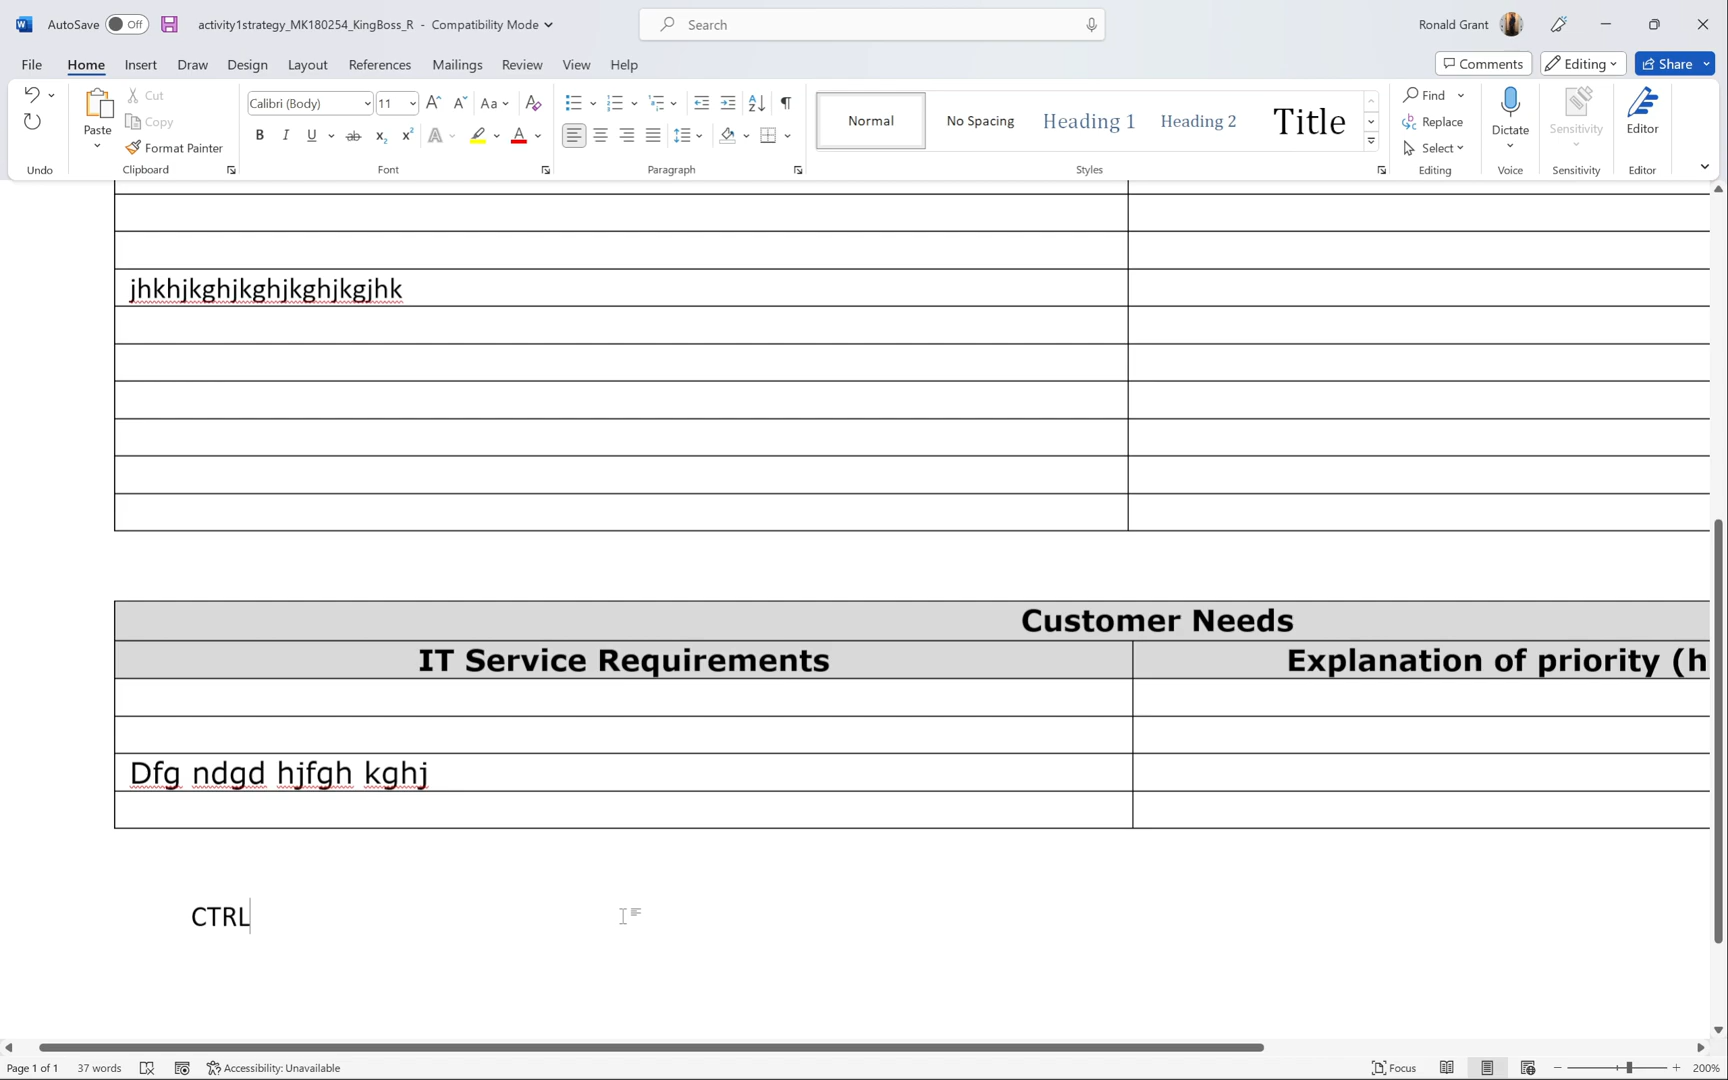 AutoSave Off activity1strategy_MK180254_KingBoss_R - Compatibility Mode Search Ronald Grant
File Home Insert Draw Design Layout References Mailings Review View Help Comments Editing Share
Paste Cut Copy Format Painter
Calibri (Body) 11 Aa
B I U ab x₂ x² A A
Normal No Spacing Heading 1 Heading 2 Title
Find Replace Select
Dictate Sensitivity Editor
Undo Clipboard Font Paragraph Styles Editing Voice Sensitivity Editor
jhkhjkghjkghjkghjkgjhk
Customer Needs
IT Service Requirements Explanation of priority (h
Dfg ndgd hjfgh kghj
CTRL
Page 1 of 1 37 words Accessibility: Unavailable Focus 200%